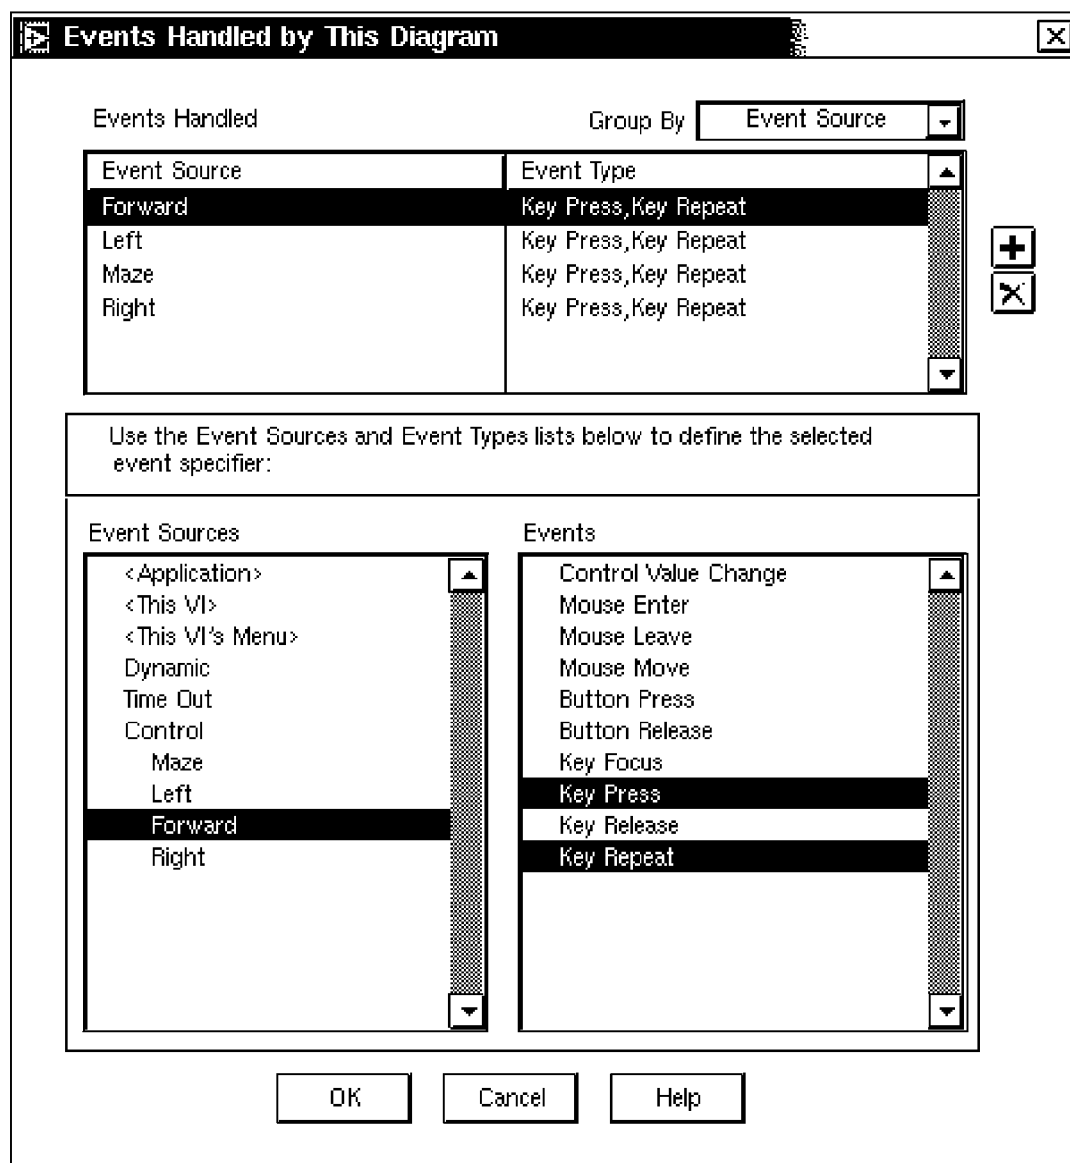 Events Handled by This Diagram
Events Handled
Group By Event Source
Event Source Event Type
Forward Key Press,Key Repeat
Left Key Press,Key Repeat
Maze Key Press,Key Repeat
Right Key Press,Key Repeat
Use the Event Sources and Event Types lists below to define the selected
event specifier:
Event Sources
<Application>
<This VI>
<This VI's Menu>
Dynamic
Time Out
Control
Maze
Left
Forward
Right
Events
Control Value Change
Mouse Enter
Mouse Leave
Mouse Move
Button Press
Button Release
Key Focus
Key Press
Key Release
Key Repeat
OK Cancel Help